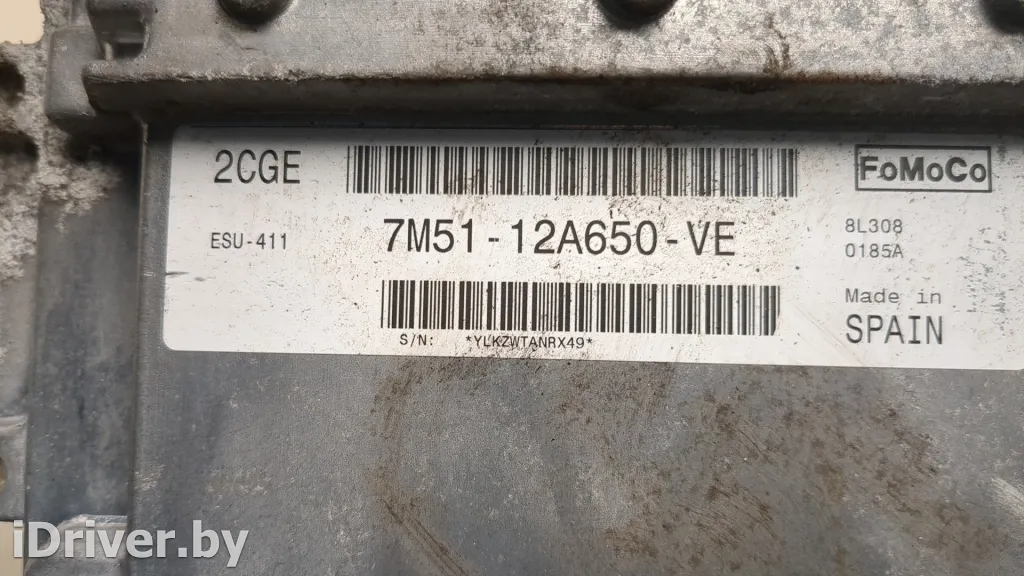 2CGE
FoMoCo
ESU-411
7M51-12A650-VE
8L308
0185A
Made in
SPAIN
S/N: *YLKZWTANRX49*
iDriver.by